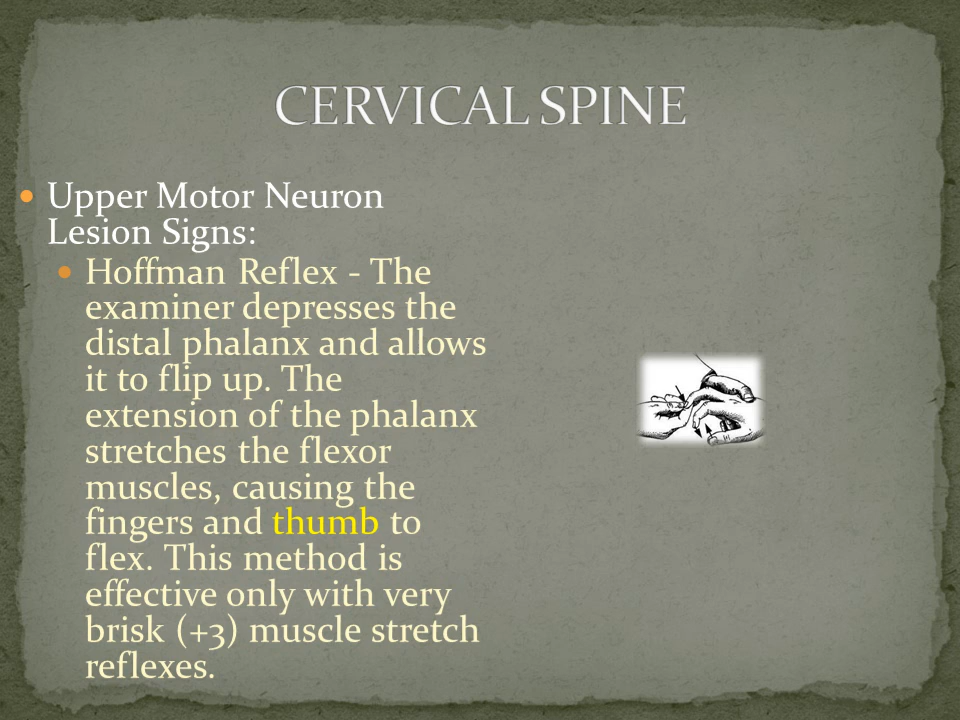 CERVICAL SPINE
Upper Motor Neuron
Lesion Signs:
Hoffman Reflex - The
examiner depresses the
distal phalanx and allows
it to flip up. The
extension of the phalanx
stretches the flexor
muscles, causing the
fingers and thumb to
flex. This method is
effective only with very
brisk (+3) muscle stretch
reflexes.